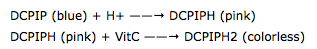 DCPIP (blue) + H+ ——→ DCPIPH (pink)
DCPIPH (pink) + VitC ——→ DCPIPH2 (colorless)